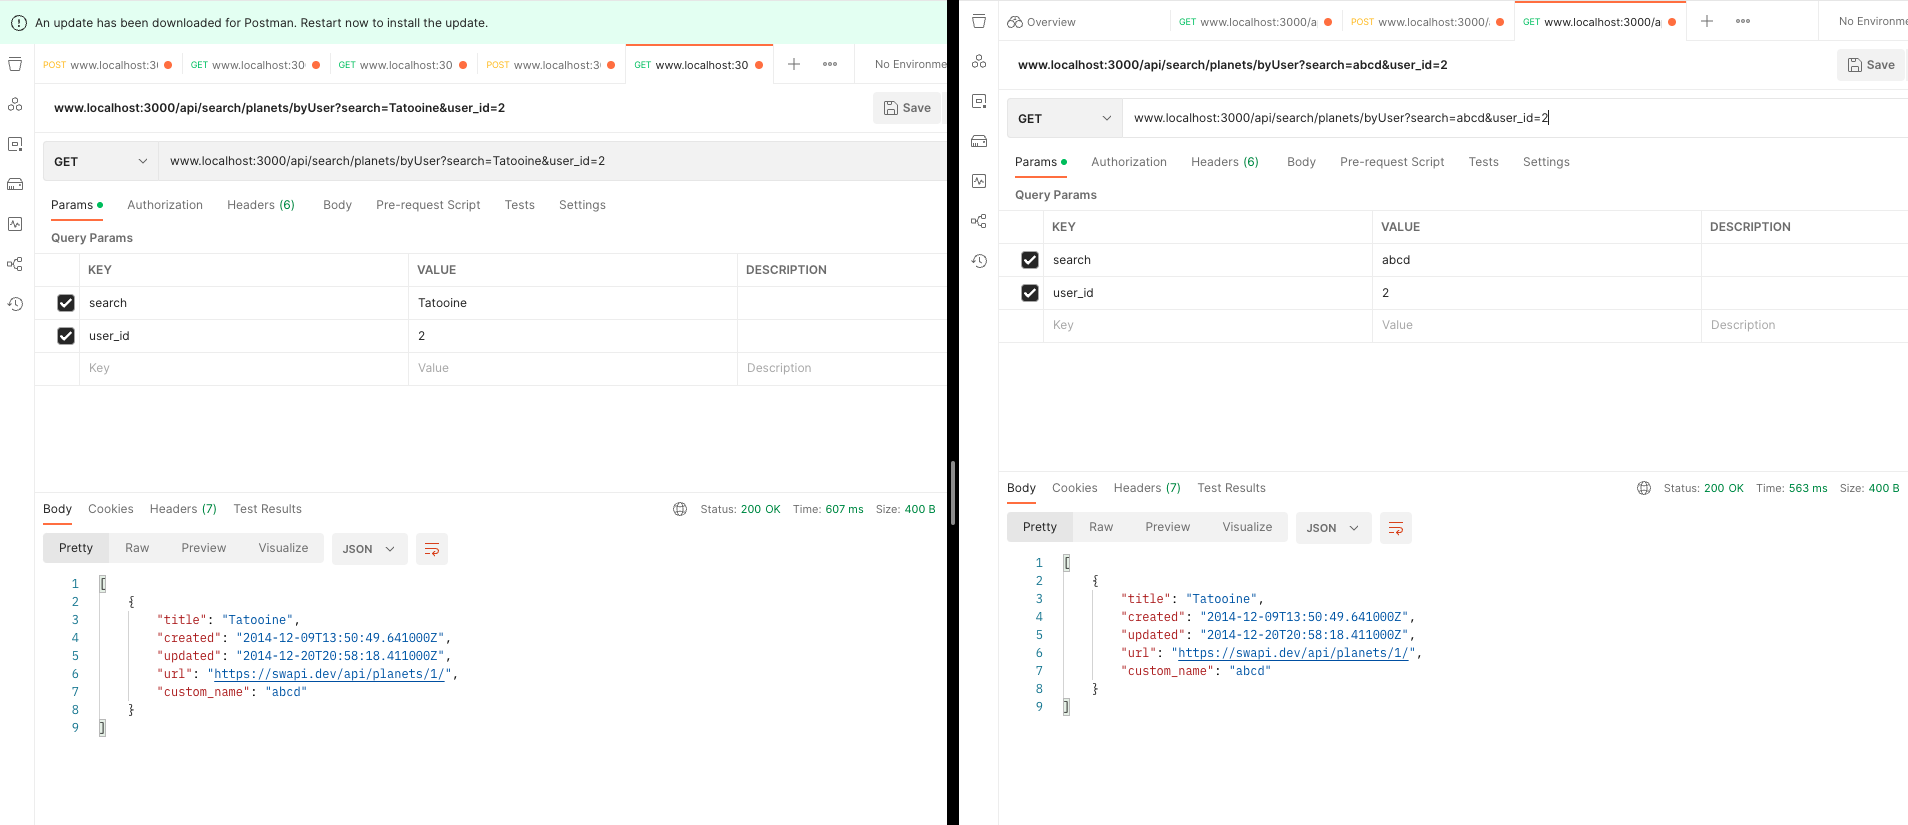 An update has been downloaded for Postman. Restart now to install the update.
POST www.localhost:3( GET www.localhost:30 GET www.localhost:30 POST www.localhost:3( GET www.localhost:30 No Environme
www.localhost:3000/api/search/planets/byUser?search=Tatooine&user_id=2 Save
GET www.localhost:3000/api/search/planets/byUser?search=Tatooine&user_id=2
Params Authorization Headers (6) Body Pre-request Script Tests Settings
Query Params
KEY VALUE DESCRIPTION
search Tatooine
user_id 2
Key Value Description
Body Cookies Headers (7) Test Results Status: 200 OK Time: 607 ms Size: 400 B
Pretty Raw Preview Visualize JSON
1 [
2 {
3 "title": "Tatooine",
4 "created": "2014-12-09T13:50:49.641000Z",
5 "updated": "2014-12-20T20:58:18.411000Z",
6 "url": "https://swapi.dev/api/planets/1/",
7 "custom_name": "abcd"
8 }
9 ]
Overview GET www.localhost:3000/a POST www.localhost:3000/ GET www.localhost:3000/a No Environme
www.localhost:3000/api/search/planets/byUser?search=abcd&user_id=2 Save
GET www.localhost:3000/api/search/planets/byUser?search=abcd&user_id=2
Params Authorization Headers (6) Body Pre-request Script Tests Settings
Query Params
KEY VALUE DESCRIPTION
search abcd
user_id 2
Key Value Description
Body Cookies Headers (7) Test Results Status: 200 OK Time: 563 ms Size: 400 B
Pretty Raw Preview Visualize JSON
1 [
2 {
3 "title": "Tatooine",
4 "created": "2014-12-09T13:50:49.641000Z",
5 "updated": "2014-12-20T20:58:18.411000Z",
6 "url": "https://swapi.dev/api/planets/1/",
7 "custom_name": "abcd"
8 }
9 ]